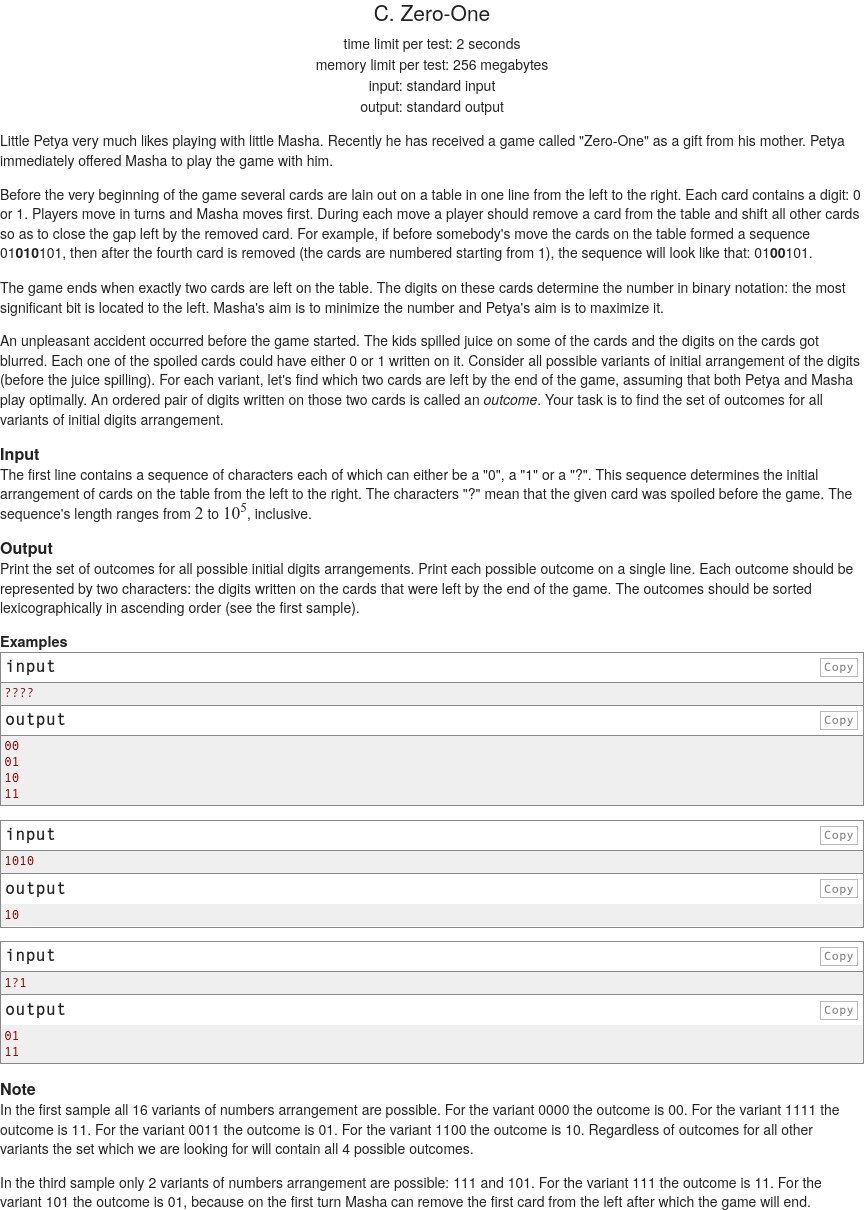 C. Zero-One
time limit per test: 2 seconds
memory limit per test: 256 megabytes
input: standard input
output: standard output
Little Petya very much likes playing with little Masha. Recently he has received a game called "Zero-One" as a gift from his mother. Petya
immediately offered Masha to play the game with him.
Before the very beginning of the game several cards are lain out on a table in one line from the left to the right. Each card contains a digit: 0
or 1. Players move in turns and Masha moves first. During each move a player should remove a card from the table and shift all other cards
so as to close the gap left by the removed card. For example, if before somebody's move the cards on the table formed a sequence
01010101, then after the fourth card is removed (the cards are numbered starting from 1), the sequence will look like that: 0100101.
The game ends when exactly two cards are left on the table. The digits on these cards determine the number in binary notation: the most
significant bit is located to the left. Masha's aim is to minimize the number and Petya's aim is to maximize it.
An unpleasant accident occurred before the game started. The kids spilled juice on some of the cards and the digits on the cards got
blurred. Each one of the spoiled cards could have either 0 or 1 written on it. Consider all possible variants of initial arrangement of the digits
(before the juice spilling). For each variant, let's find which two cards are left by the end of the game, assuming that both Petya and Masha
play optimally. An ordered pair of digits written on those two cards is called an outcome. Your task is to find the set of outcomes for all
variants of initial digits arrangement.
Input
The first line contains a sequence of characters each of which can either be a "0", a "1" or a "?". This sequence determines the initial
arrangement of cards on the table from the left to the right. The characters "?" mean that the given card was spoiled before the game. The
sequence's length ranges from 2 to 10^5, inclusive.
Output
Print the set of outcomes for all possible initial digits arrangements. Print each possible outcome on a single line. Each outcome should be
represented by two characters: the digits written on the cards that were left by the end of the game. The outcomes should be sorted
lexicographically in ascending order (see the first sample).
Examples
input Copy
????
output Copy
00
01
10
11
input Copy
1010
output Copy
10
input Copy
1?1
output Copy
01
11
Note
In the first sample all 16 variants of numbers arrangement are possible. For the variant 0000 the outcome is 00. For the variant 1111 the
outcome is 11. For the variant 0011 the outcome is 01. For the variant 1100 the outcome is 10. Regardless of outcomes for all other
variants the set which we are looking for will contain all 4 possible outcomes.
In the third sample only 2 variants of numbers arrangement are possible: 111 and 101. For the variant 111 the outcome is 11. For the
variant 101 the outcome is 01, because on the first turn Masha can remove the first card from the left after which the game will end.